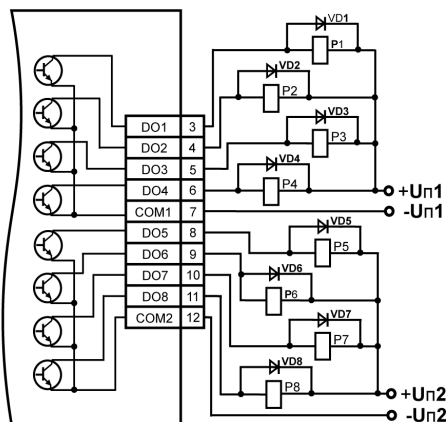 VD1
P1
VD2
P2
VD3
P3
VD4
P4
DO1 3
DO2 4
DO3 5
DO4 6
COM1 7
DO5 8
DO6 9
DO7 10
DO8 11
COM2 12
+Uп1
-Uп1
VD5
P5
VD6
P6
VD7
P7
VD8
P8
+Uп2
-Uп2